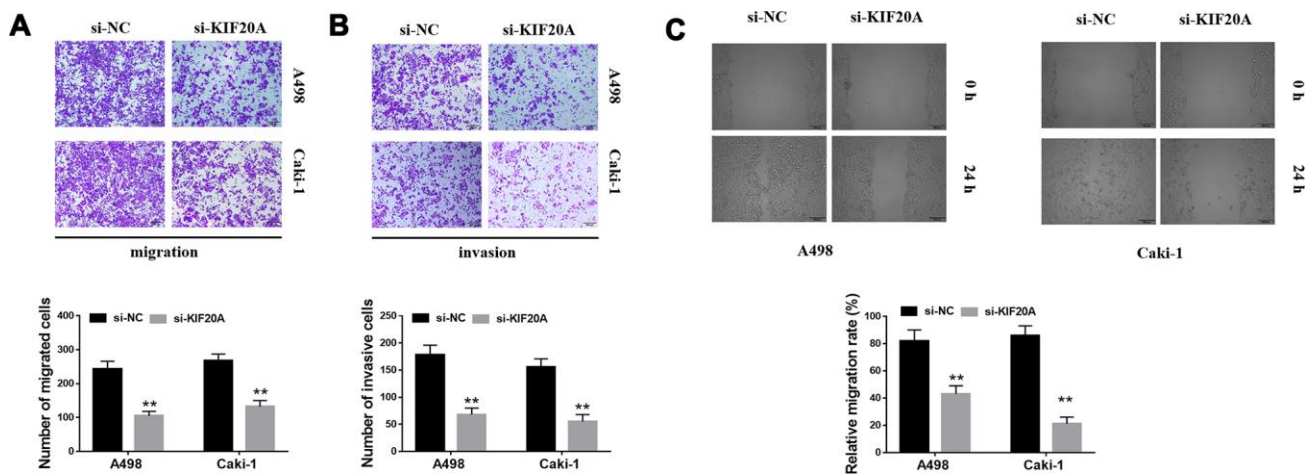 A
si-NC
si-KIF20A
A498
Caki-1
migration
Number of migrated cells
400
300
200
100
0
si-NC
si-KIF20A
**
**
A498
Caki-1
B
si-NC
si-KIF20A
A498
Caki-1
invasion
Number of invasive cells
250
200
150
100
50
0
si-NC
si-KIF20A
**
**
A498
Caki-1
C
si-NC
si-KIF20A
si-NC
si-KIF20A
0 h
24 h
0 h
24 h
A498
Caki-1
Relative migration rate (%)
100
80
60
40
20
0
si-NC
si-KIF20A
**
**
A498
Caki-1